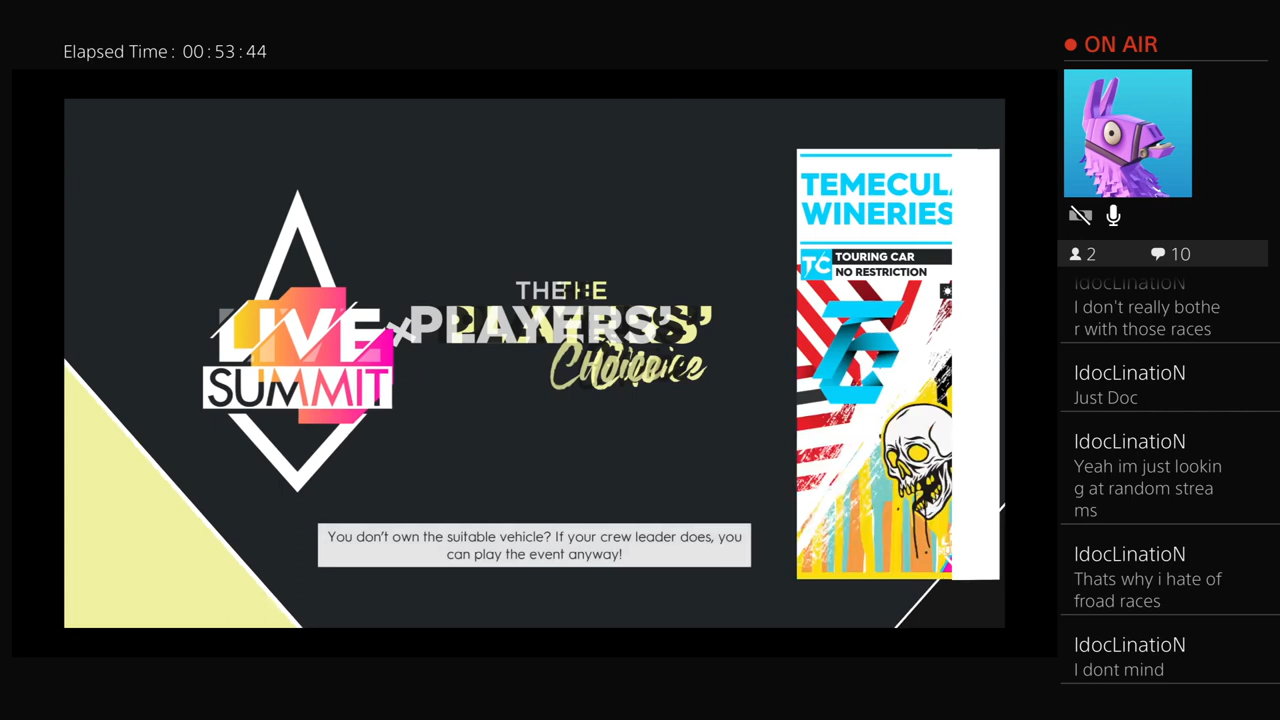 Elapsed Time : 00 : 53 : 44
ON AIR
2 10
LIVE
SUMMIT
THE
PLAYERS'
Choice
TEMECUL
WINERIES
TC TOURING CAR
NO RESTRICTION
You don't own the suitable vehicle? If your crew leader does, you
can play the event anyway!
IdocLinatioN
I don't really bothe
r with those races
IdocLinatioN
Just Doc
IdocLinatioN
Yeah im just lookin
g at random strea
ms
IdocLinatioN
Thats why i hate of
froad races
IdocLinatioN
I dont mind